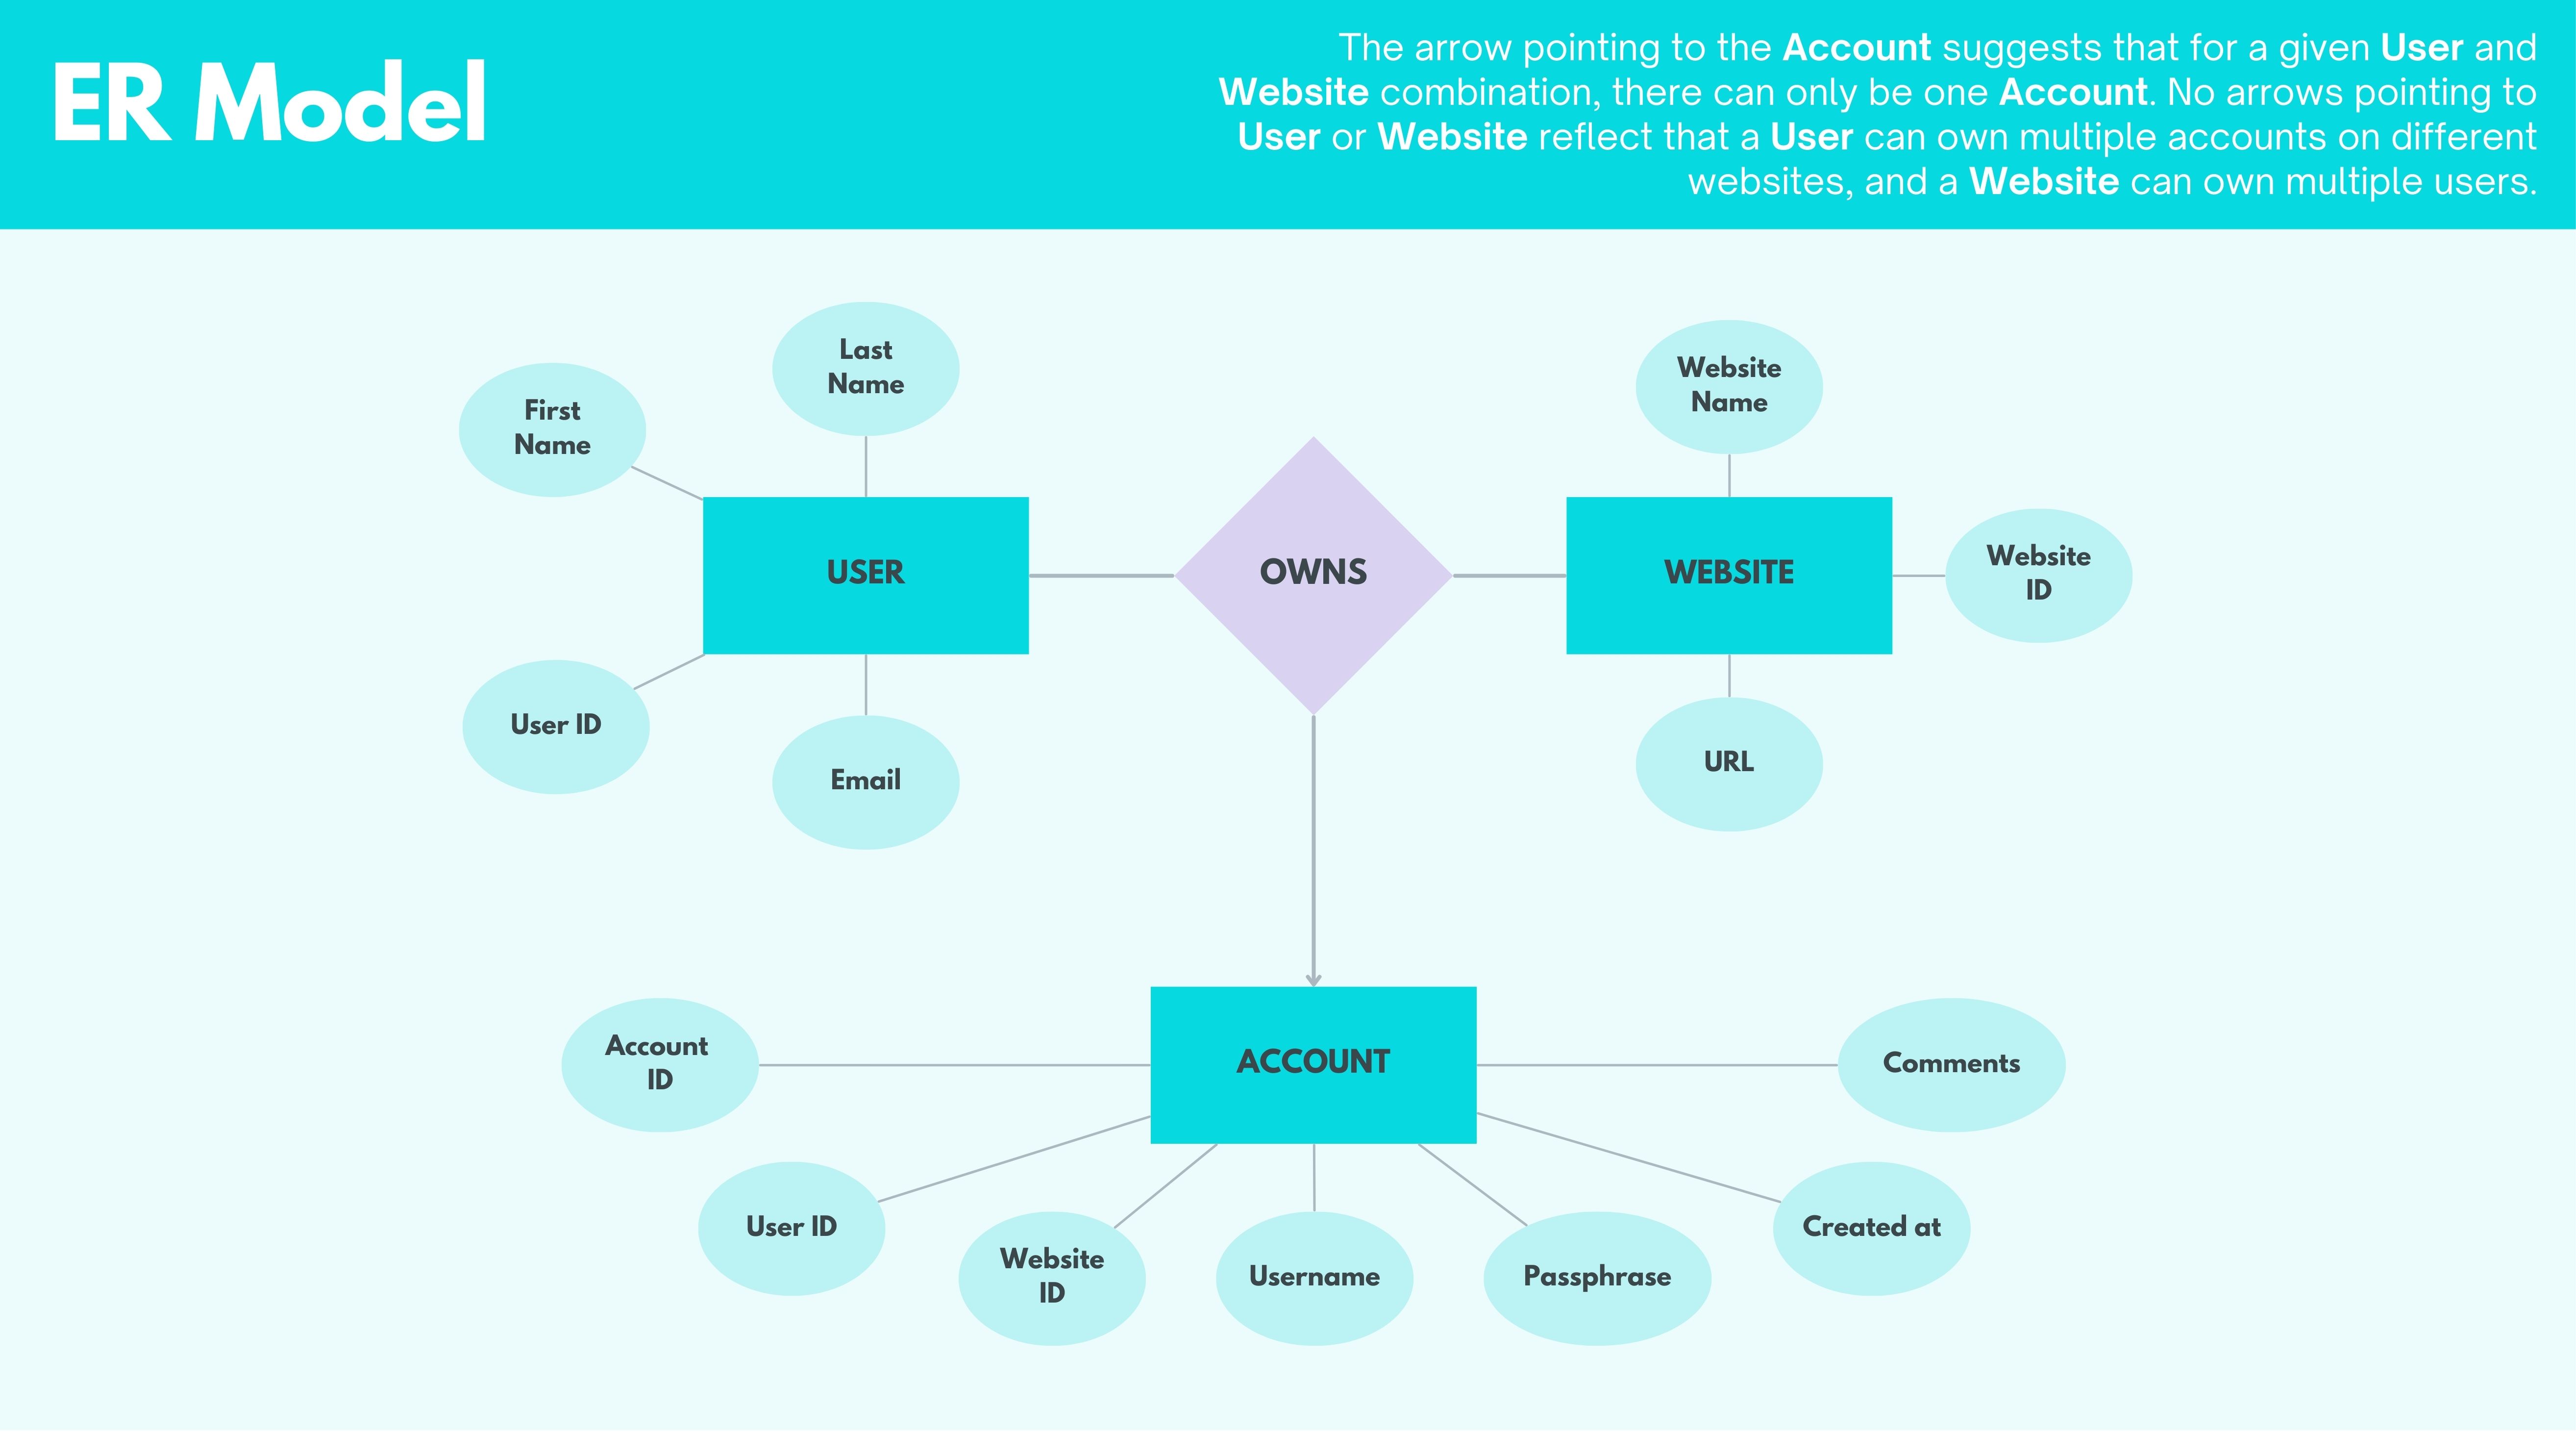 ER Model
The arrow pointing to the Account suggests that for a given User and
Website combination, there can only be one Account. No arrows pointing to
User or Website reflect that a User can own multiple accounts on different
websites, and a Website can own multiple users.
Last
Name
First
Name
Website
Name
USER
OWNS
WEBSITE
Website
ID
User ID
Email
URL
Account
ID
ACCOUNT
Comments
User ID
Website
ID
Username
Passphrase
Created at